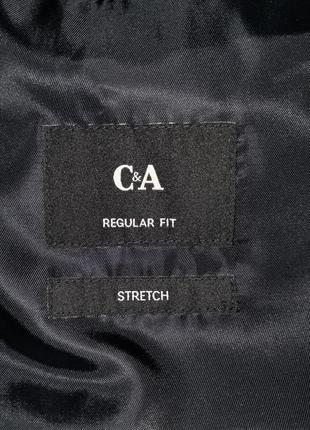 C&A
REGULAR FIT
STRETCH